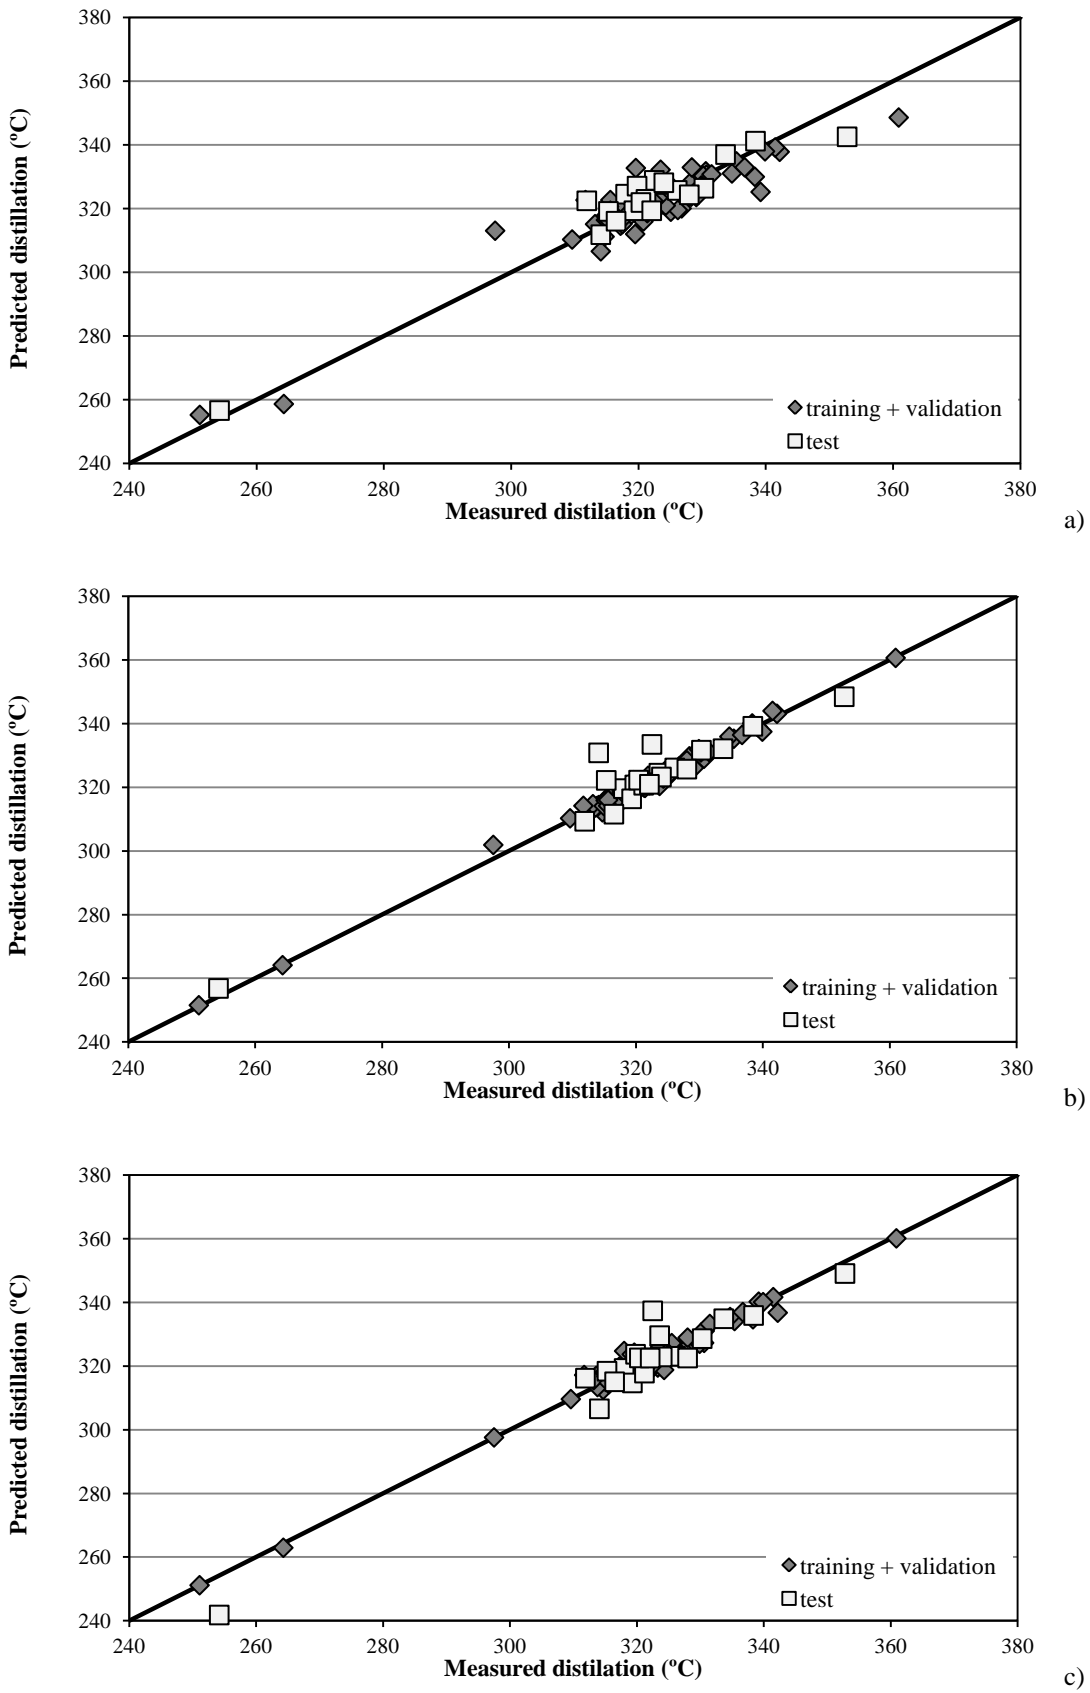 380
360
340
320
300
280
260
240
Predicted distillation (ºC)
training + validation
test
240 260 280 300 320 340 360 380
Measured distilation (ºC)
a)
380
360
340
320
300
280
260
240
Predicted distillation (ºC)
training + validation
test
240 260 280 300 320 340 360 380
Measured distilation (ºC)
b)
380
360
340
320
300
280
260
240
Predicted distillation (ºC)
training + validation
test
240 260 280 300 320 340 360 380
Measured distilation (ºC)
c)